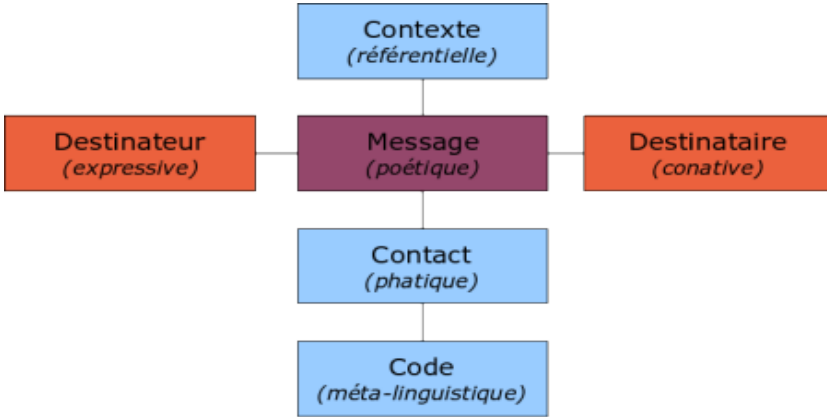 Contexte
(référentielle)
Destinateur
(expressive)
Message
(poétique)
Destinataire
(conative)
Contact
(phatique)
Code
(méta-linguistique)